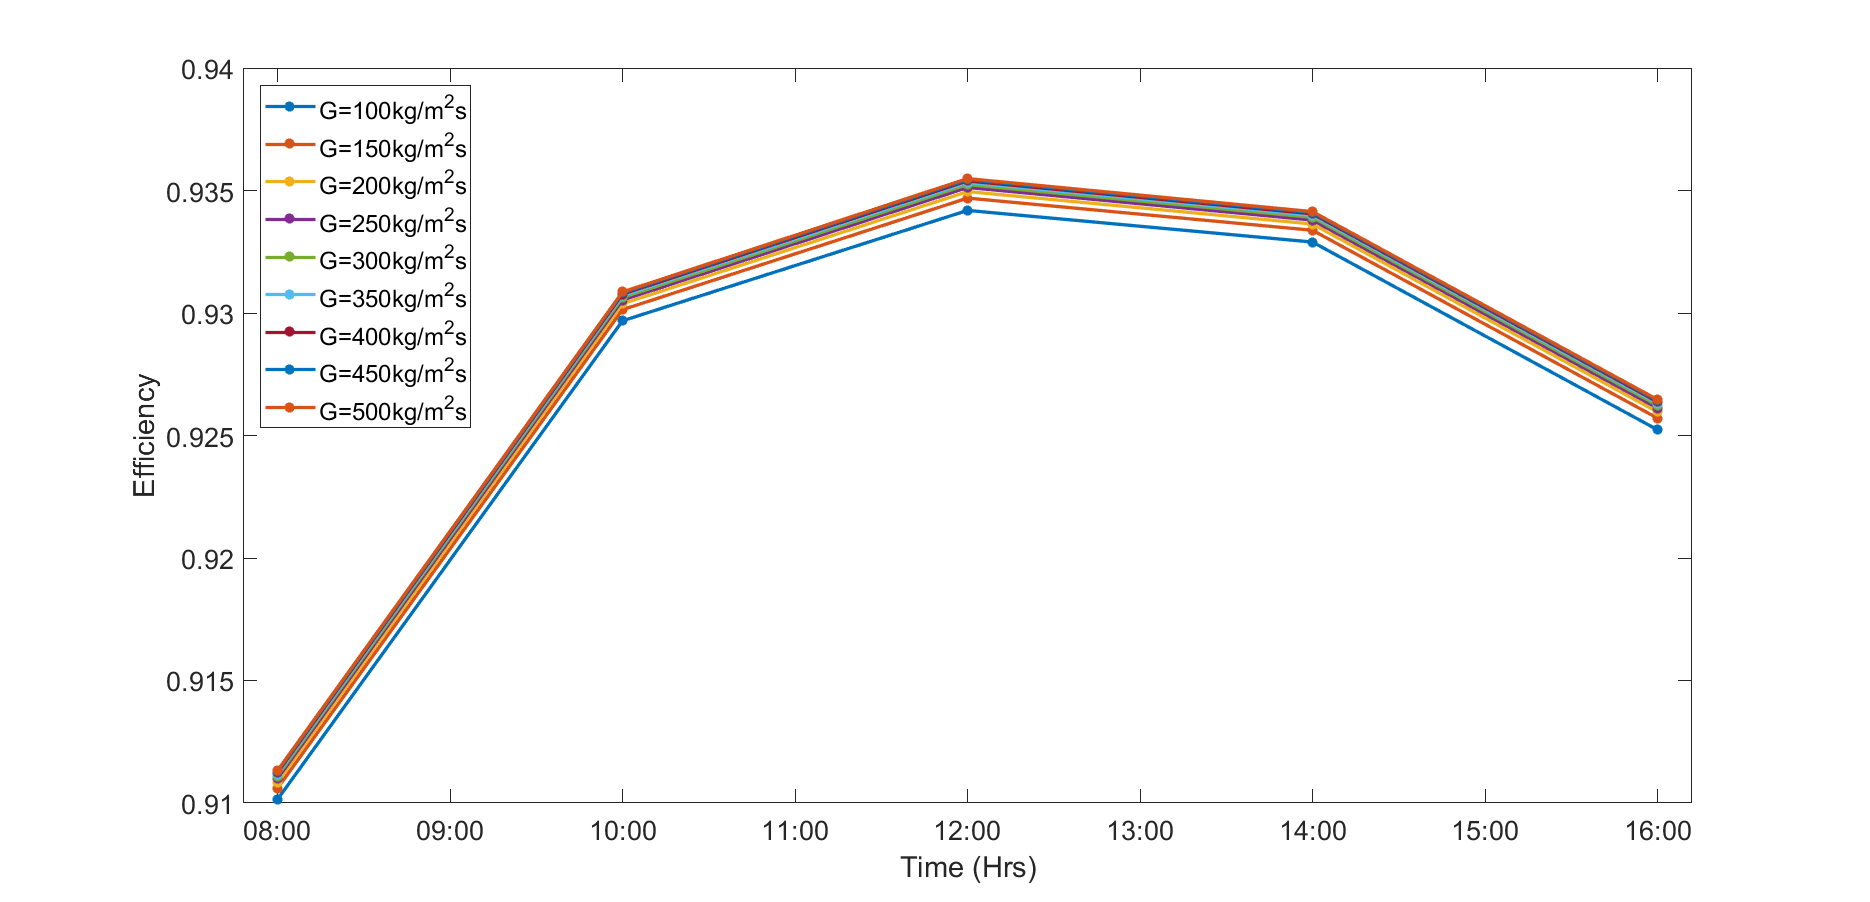 0.94
0.935
0.93
0.925
0.92
0.915
0.91
Efficiency
G=100kg/m²s
G=150kg/m²s
G=200kg/m²s
G=250kg/m²s
G=300kg/m²s
G=350kg/m²s
G=400kg/m²s
G=450kg/m²s
G=500kg/m²s
08:00 09:00 10:00 11:00 12:00 13:00 14:00 15:00 16:00
Time (Hrs)